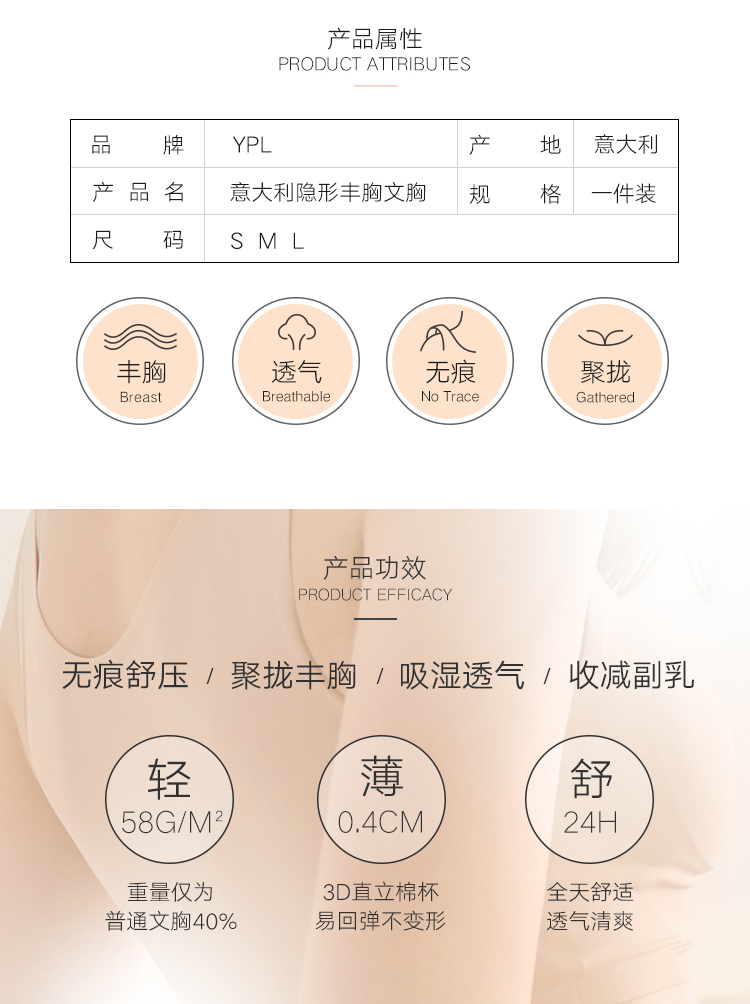 产品属性
PRODUCT ATTRIBUTES
品 牌 YPL 产 地 意大利
产 品 名 意大利隐形丰胸文胸 规 格 一件装
尺 码 S M L
丰胸 透气 无痕 聚拢
Breast Breathable No Trace Gathered
产品功效
PRODUCT EFFICACY
无痕舒压 / 聚拢丰胸 / 吸湿透气 / 收减副乳
轻 薄 舒
58G/M² 0.4CM 24H
重量仅为 3D直立棉杯 全天舒适
普通文胸40% 易回弹不变形 透气清爽